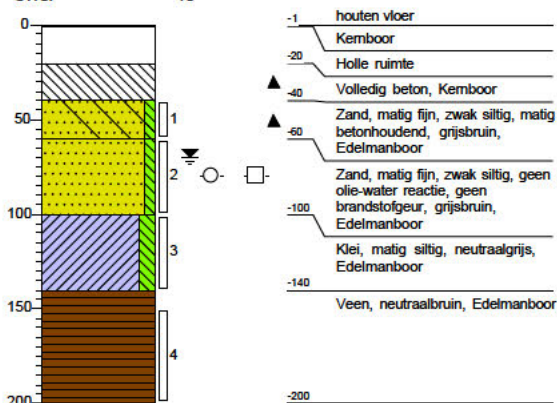 0
50
100
150
200
1
2
3
4
-1
houten vloer
Kernboor
-20
Holle ruimte
-40
Volledig beton, Kernboor
Zand, matig fijn, zwak siltig, matig
betonhoudend, grijsbruin,
Edelmanboor
-60
Zand, matig fijn, zwak siltig, geen
olie-water reactie, geen
brandstofgeur, grijsbruin,
Edelmanboor
-100
Klei, matig siltig, neutraalgrijs,
Edelmanboor
-140
Veen, neutraalbruin, Edelmanboor
-200